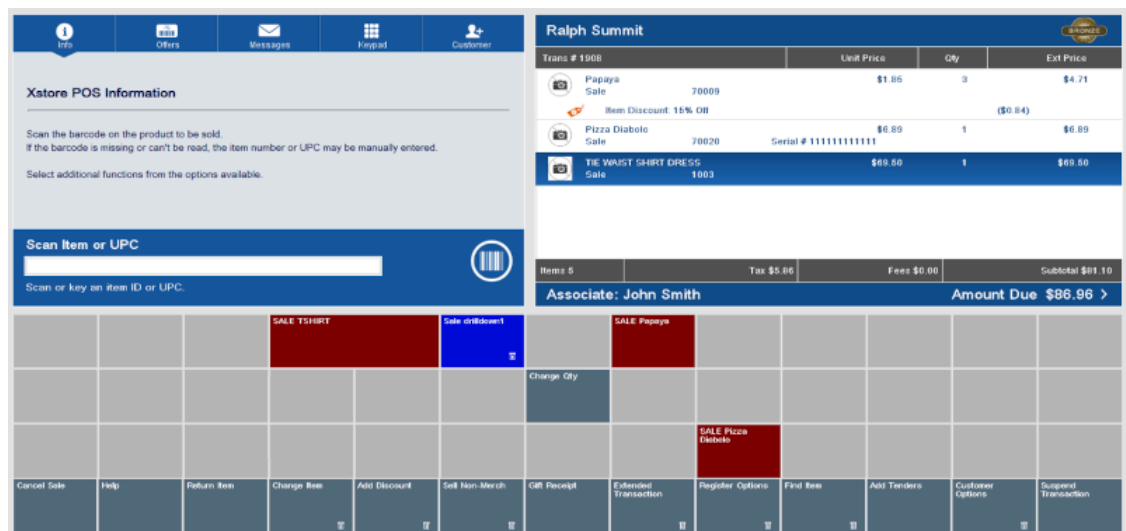 Info Offers Messages Keypad Customer
Xstore POS Information
Scan the barcode on the product to be sold.
If the barcode is missing or can't be read, the item number or UPC may be manually entered.
Select additional functions from the options available.
Scan Item or UPC
Scan or key an item ID or UPC.
Ralph Summit BRONZE
Trans # 1908 Unit Price Qty Ext Price
Papaya $1.85 3 $4.71
Sale 70009
Item Discount: 15% Off ($0.84)
Pizza Diabolo $6.89 1 $6.89
Sale 70020 Serial # 111111111111
TIE WAIST SHIRT DRESS $69.50 1 $69.50
Sale 1003
Items 5 Tax $5.86 Fees $0.00 Subtotal $81.10
Associate: John Smith Amount Due $86.96 >
SALE TSHIRT Sale drilldown1 SALE Papaya
Change Qty
SALE Pizza
Diabolo
Cancel Sale Help Return Item Change Item Add Discount Sell Non-Merch Gift Receipt Extended Register Options Find Item Add Tenders Customer Suspend
Transaction Options Transaction